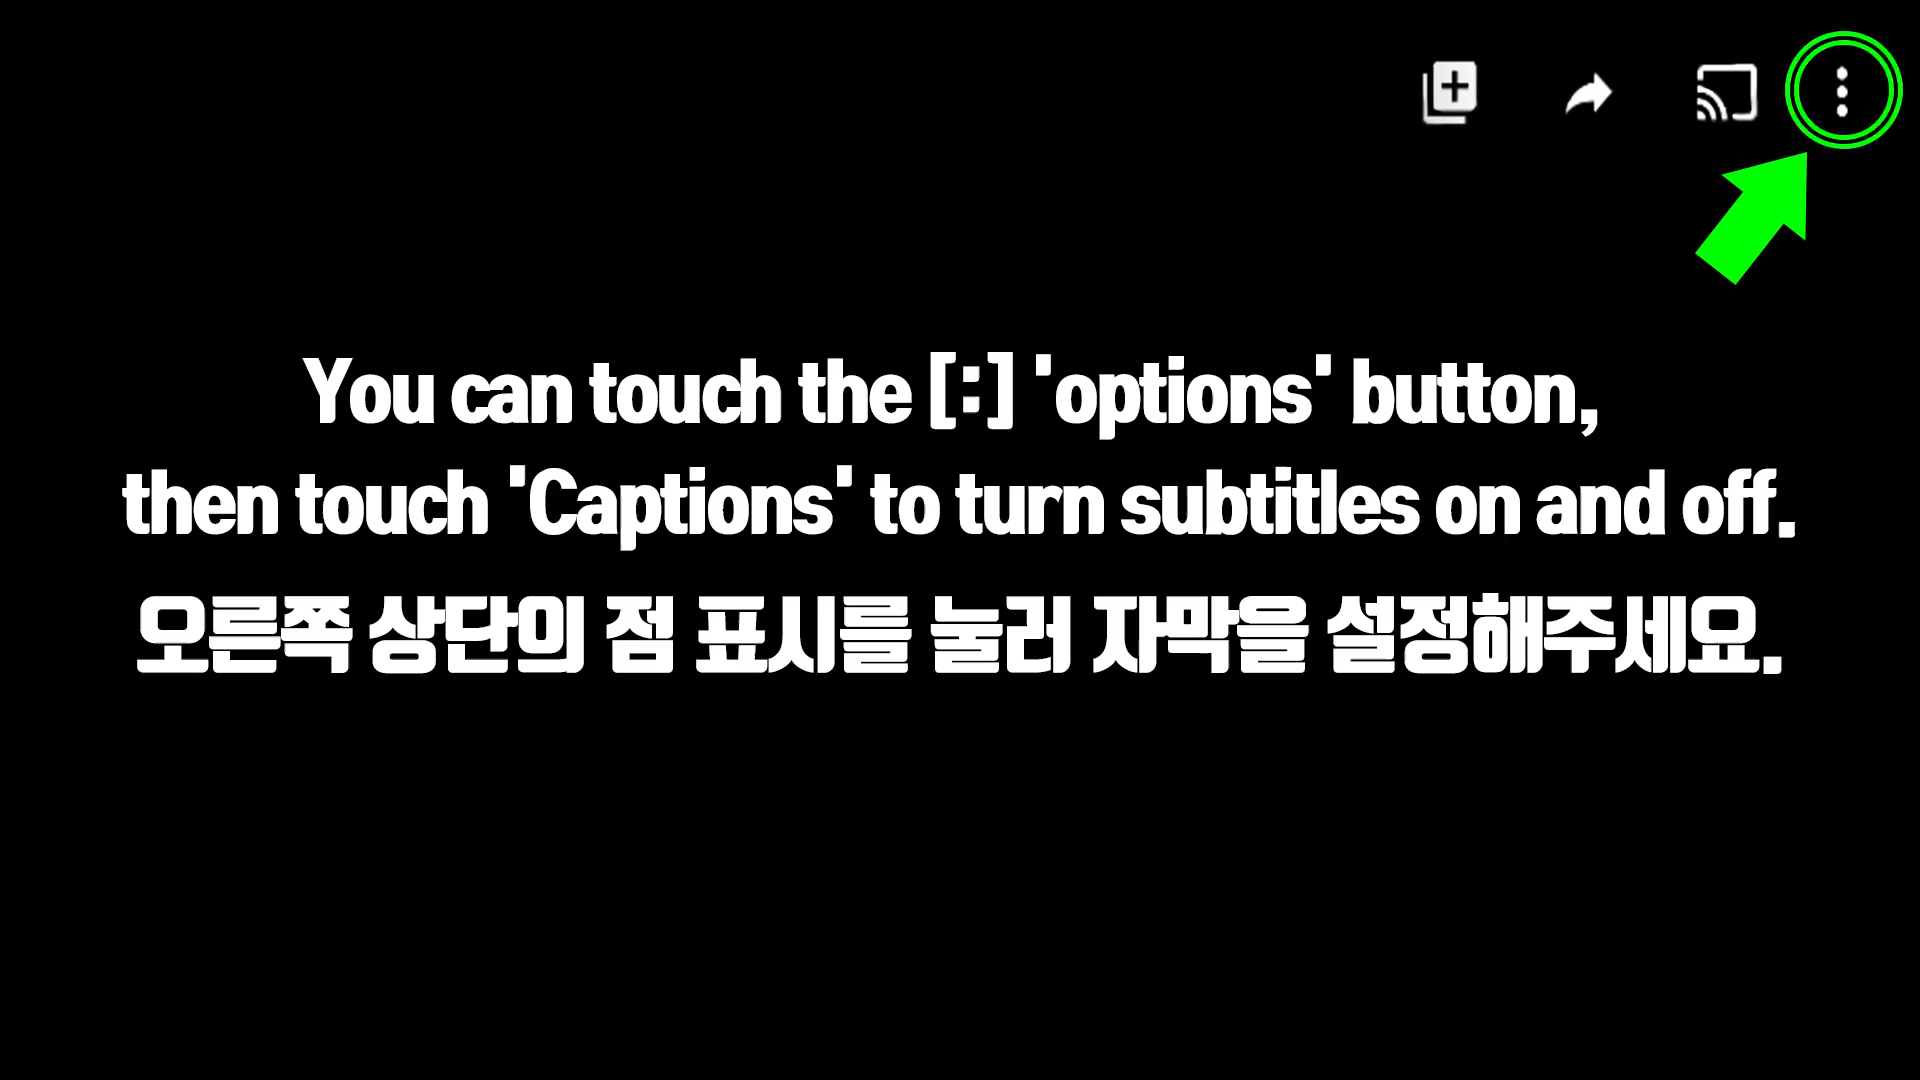 You can touch the [:] 'options' button,
then touch 'Captions' to turn subtitles on and off.
오른쪽 상단의 점 표시를 눌러 자막을 설정해주세요.